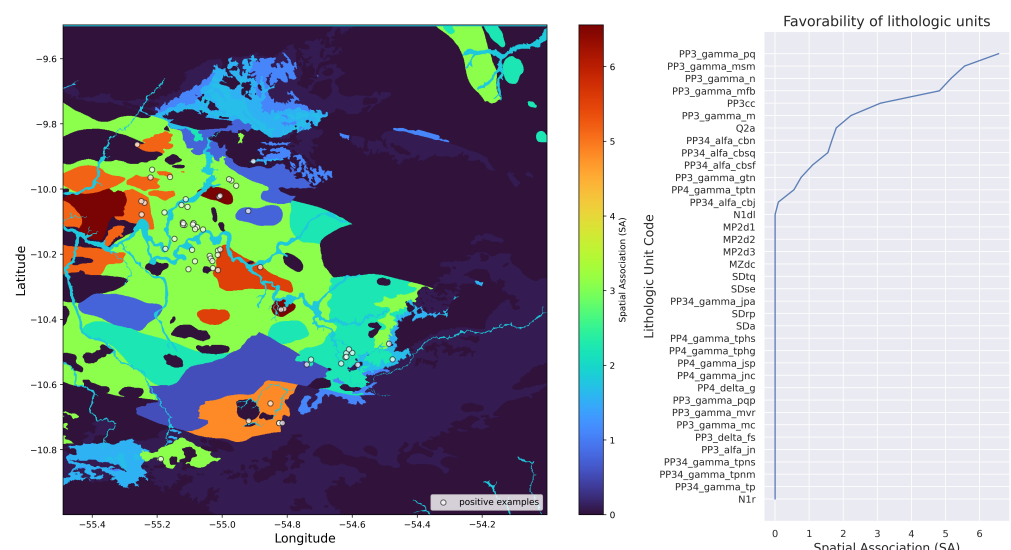 −9.6
−9.8
−10.0
−10.2
−10.4
−10.6
−10.8
Latitude
−55.4
−55.2
−55.0
−54.8
−54.6
−54.4
−54.2
Longitude
positive examples
6
5
4
3
2
1
0
Spatial Association (SA)
Favorability of lithologic units
Lithologic Unit Code
PP3_gamma_pq
PP3_gamma_msm
PP3_gamma_n
PP3_gamma_mfb
PP3cc
PP3_gamma_m
Q2a
PP34_alfa_cbn
PP34_alfa_cbsq
PP34_alfa_cbsf
PP3_gamma_gtn
PP4_gamma_tptn
PP34_alfa_cbj
N1dl
MP2d1
MP2d2
MP2d3
MZdc
SDtq
SDse
PP34_gamma_jpa
SDrp
SDa
PP4_gamma_tphs
PP4_gamma_tphg
PP4_gamma_jsp
PP4_gamma_jnc
PP4_delta_g
PP3_gamma_pqp
PP3_gamma_mvr
PP3_gamma_mc
PP3_delta_fs
PP3_alfa_jn
PP34_gamma_tpns
PP34_gamma_tpnm
PP34_gamma_tp
N1r
0 1 2 3 4 5 6
Spatial Association (SA)